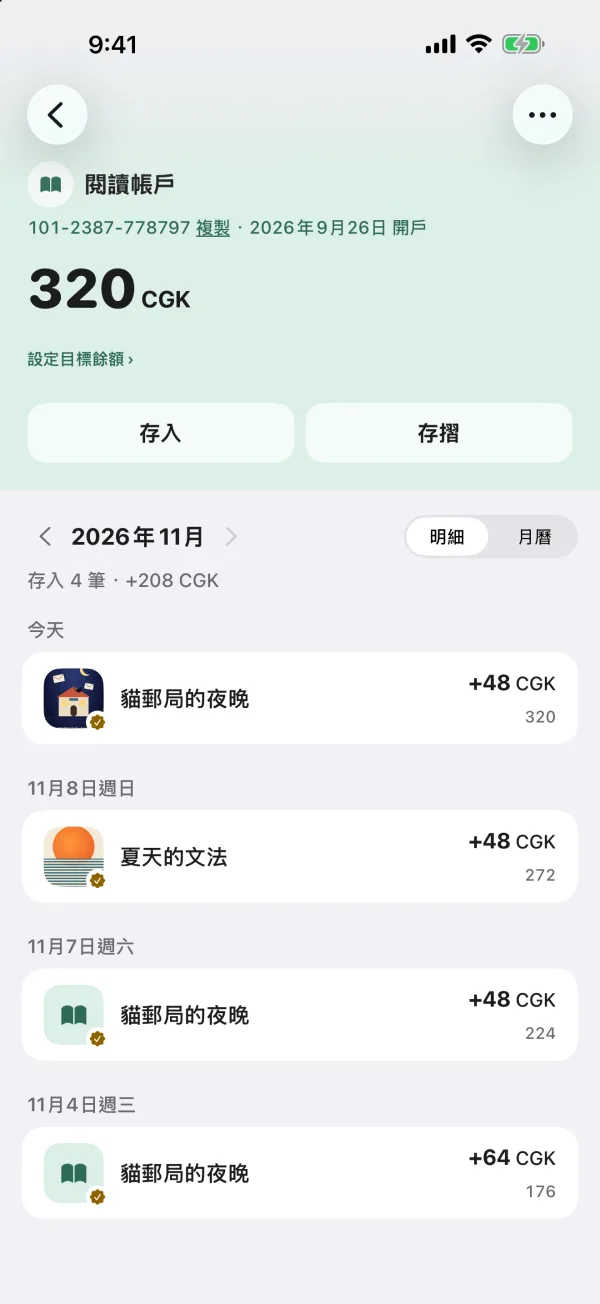 9:41
閱讀帳戶
101-2387-778797 複製 · 2026年9月26日 開戶
320 CGK
設定目標餘額 ›
存入
存摺
2026年11月
明細
月曆
存入 4 筆 · +208 CGK
今天
貓郵局的夜晚
+48 CGK
320
11月8日週日
夏天的文法
+48 CGK
272
11月7日週六
貓郵局的夜晚
+48 CGK
224
11月4日週三
貓郵局的夜晚
+64 CGK
176